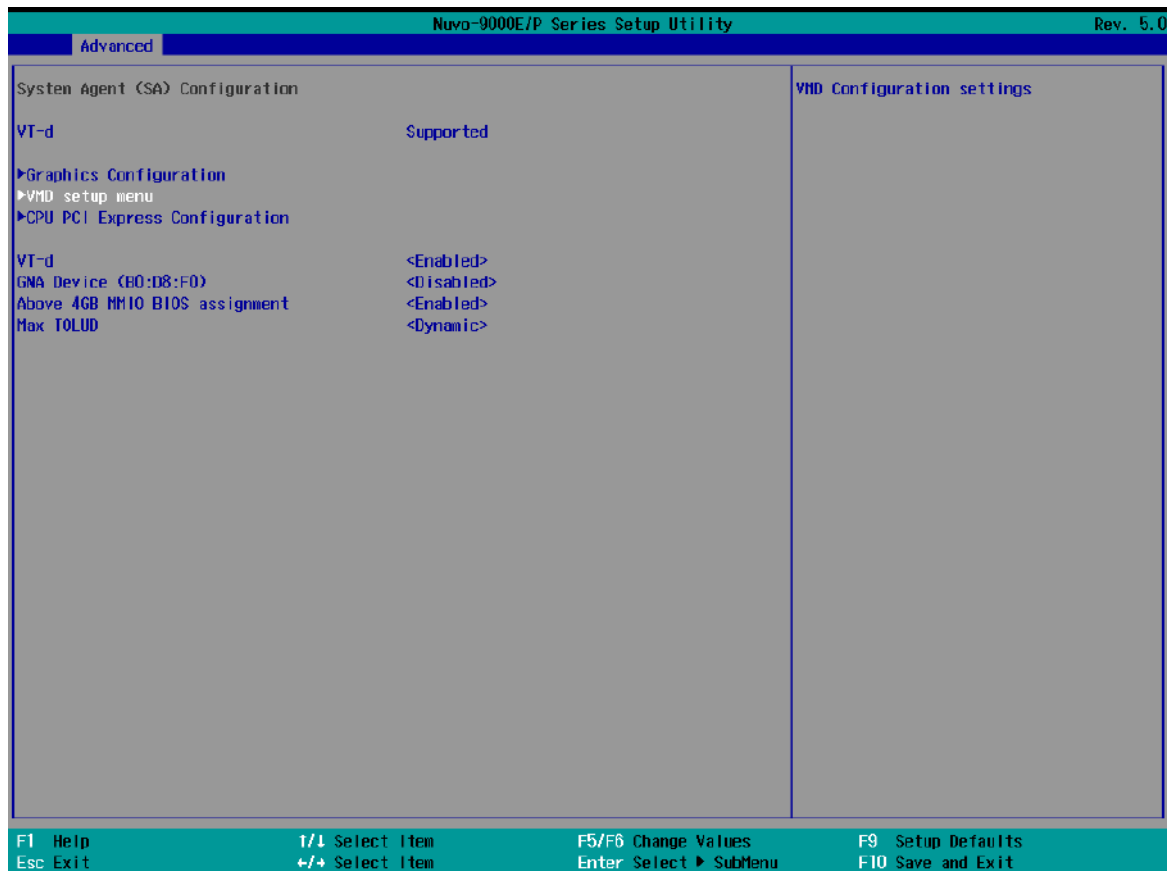 Nuvo-9000E/P Series Setup Utility Rev. 5.0
Advanced
System Agent (SA) Configuration VMD Configuration settings
VT-d Supported
►Graphics Configuration
►VMD setup menu
►CPU PCI Express Configuration
VT-d <Enabled>
GNA Device (B0:D8:F0) <Disabled>
Above 4GB MMIO BIOS assignment <Enabled>
Max TOLUD <Dynamic>
F1 Help ↑/↓ Select Item F5/F6 Change Values F9 Setup Defaults
Esc Exit ←/→ Select Item Enter Select ► SubMenu F10 Save and Exit